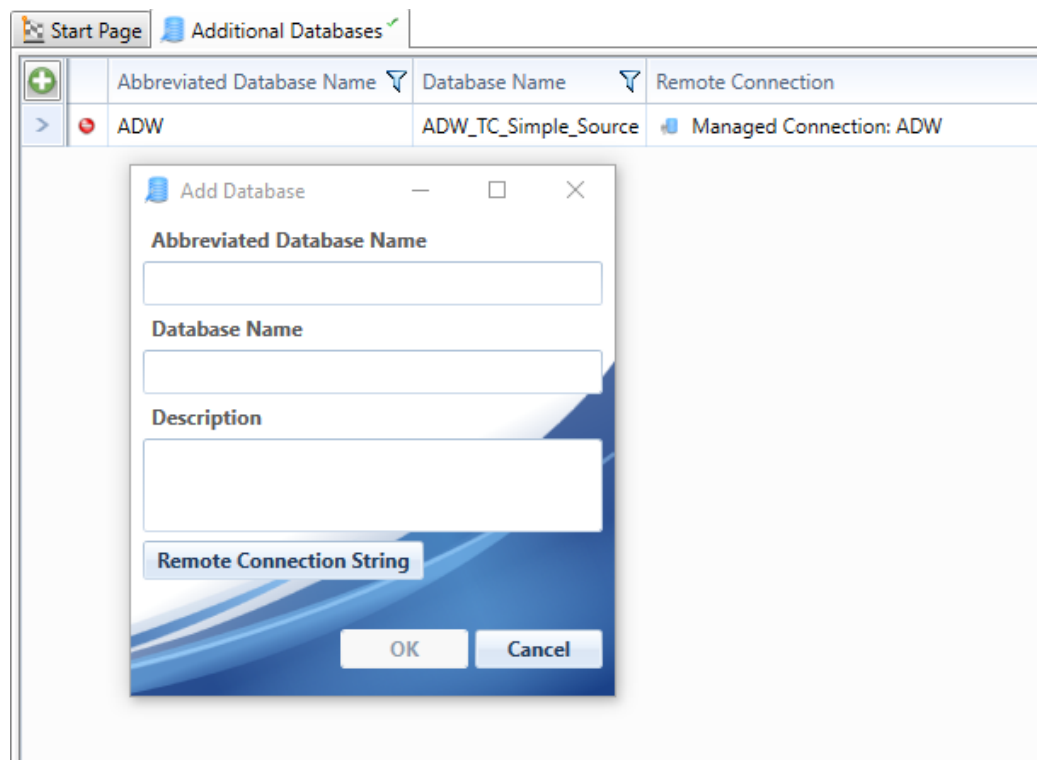 Start Page Additional Databases
Abbreviated Database Name Database Name Remote Connection
ADW ADW_TC_Simple_Source Managed Connection: ADW
Add Database
Abbreviated Database Name
Database Name
Description
Remote Connection String
OK Cancel